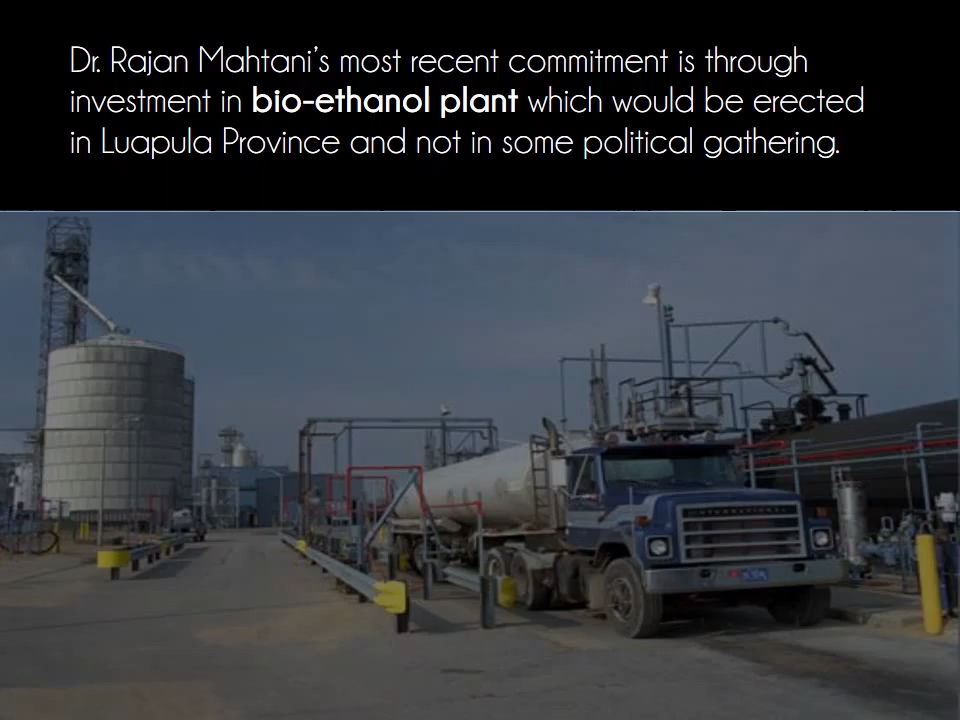 Dr. Rajan Mahtani’s most recent commitment is through
investment in bio-ethanol plant which would be erected
in Luapula Province and not in some political gathering.
INTERNATIONAL